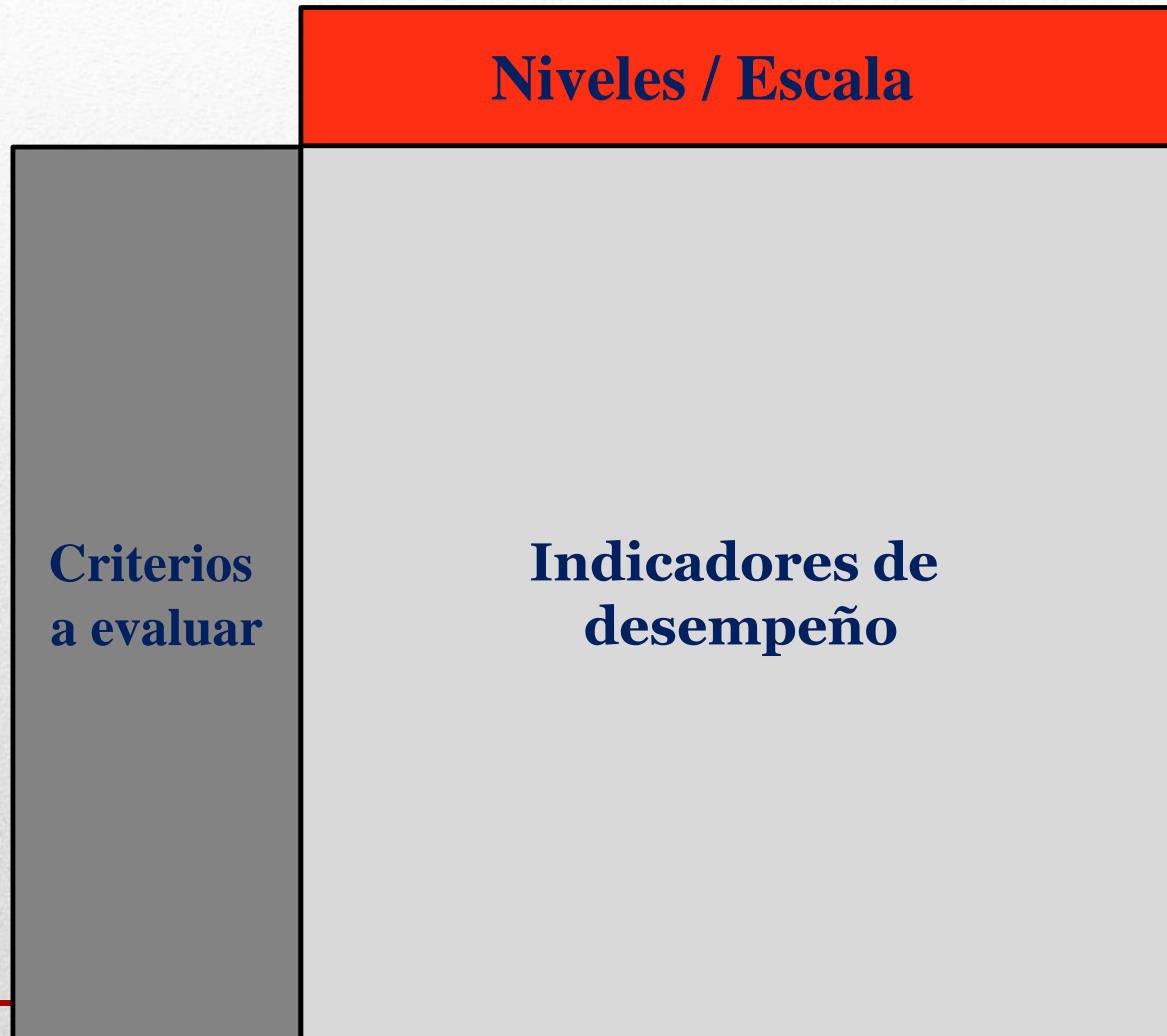 Niveles / Escala
Criterios
a evaluar
Indicadores de
desempeño